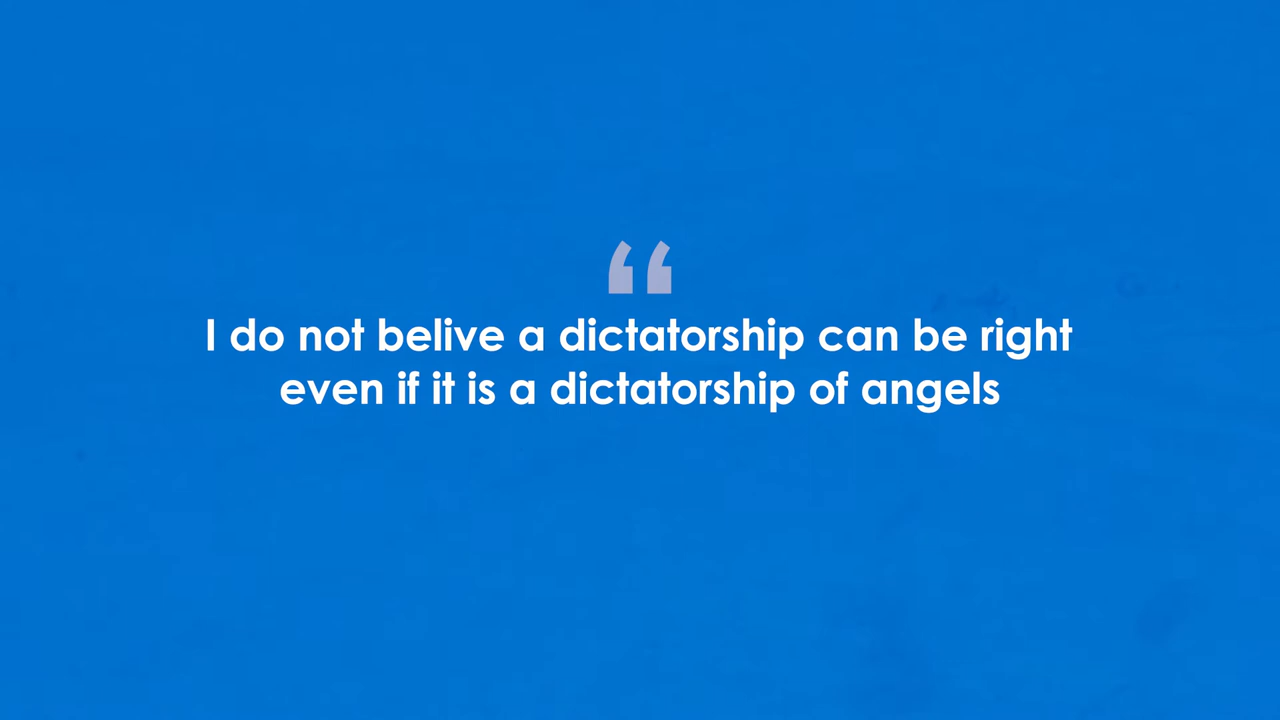 “
I do not belive a dictatorship can be right
even if it is a dictatorship of angels